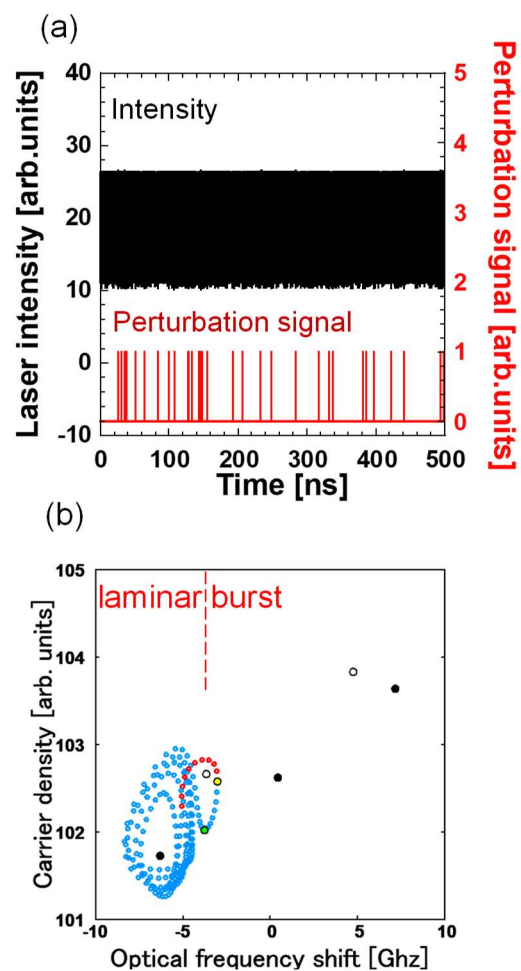 (a)
Laser intensity [arb.units]
40
30
20
10
0
-10
Intensity
Perturbation signal
5
4
3
2
1
0
Perturbation signal [arb.units]
0 100 200 300 400 500
Time [ns]
(b)
Carrier density [arb. units]
105
104
103
102
101
laminar burst
-10 -5 0 5 10
Optical frequency shift [Ghz]